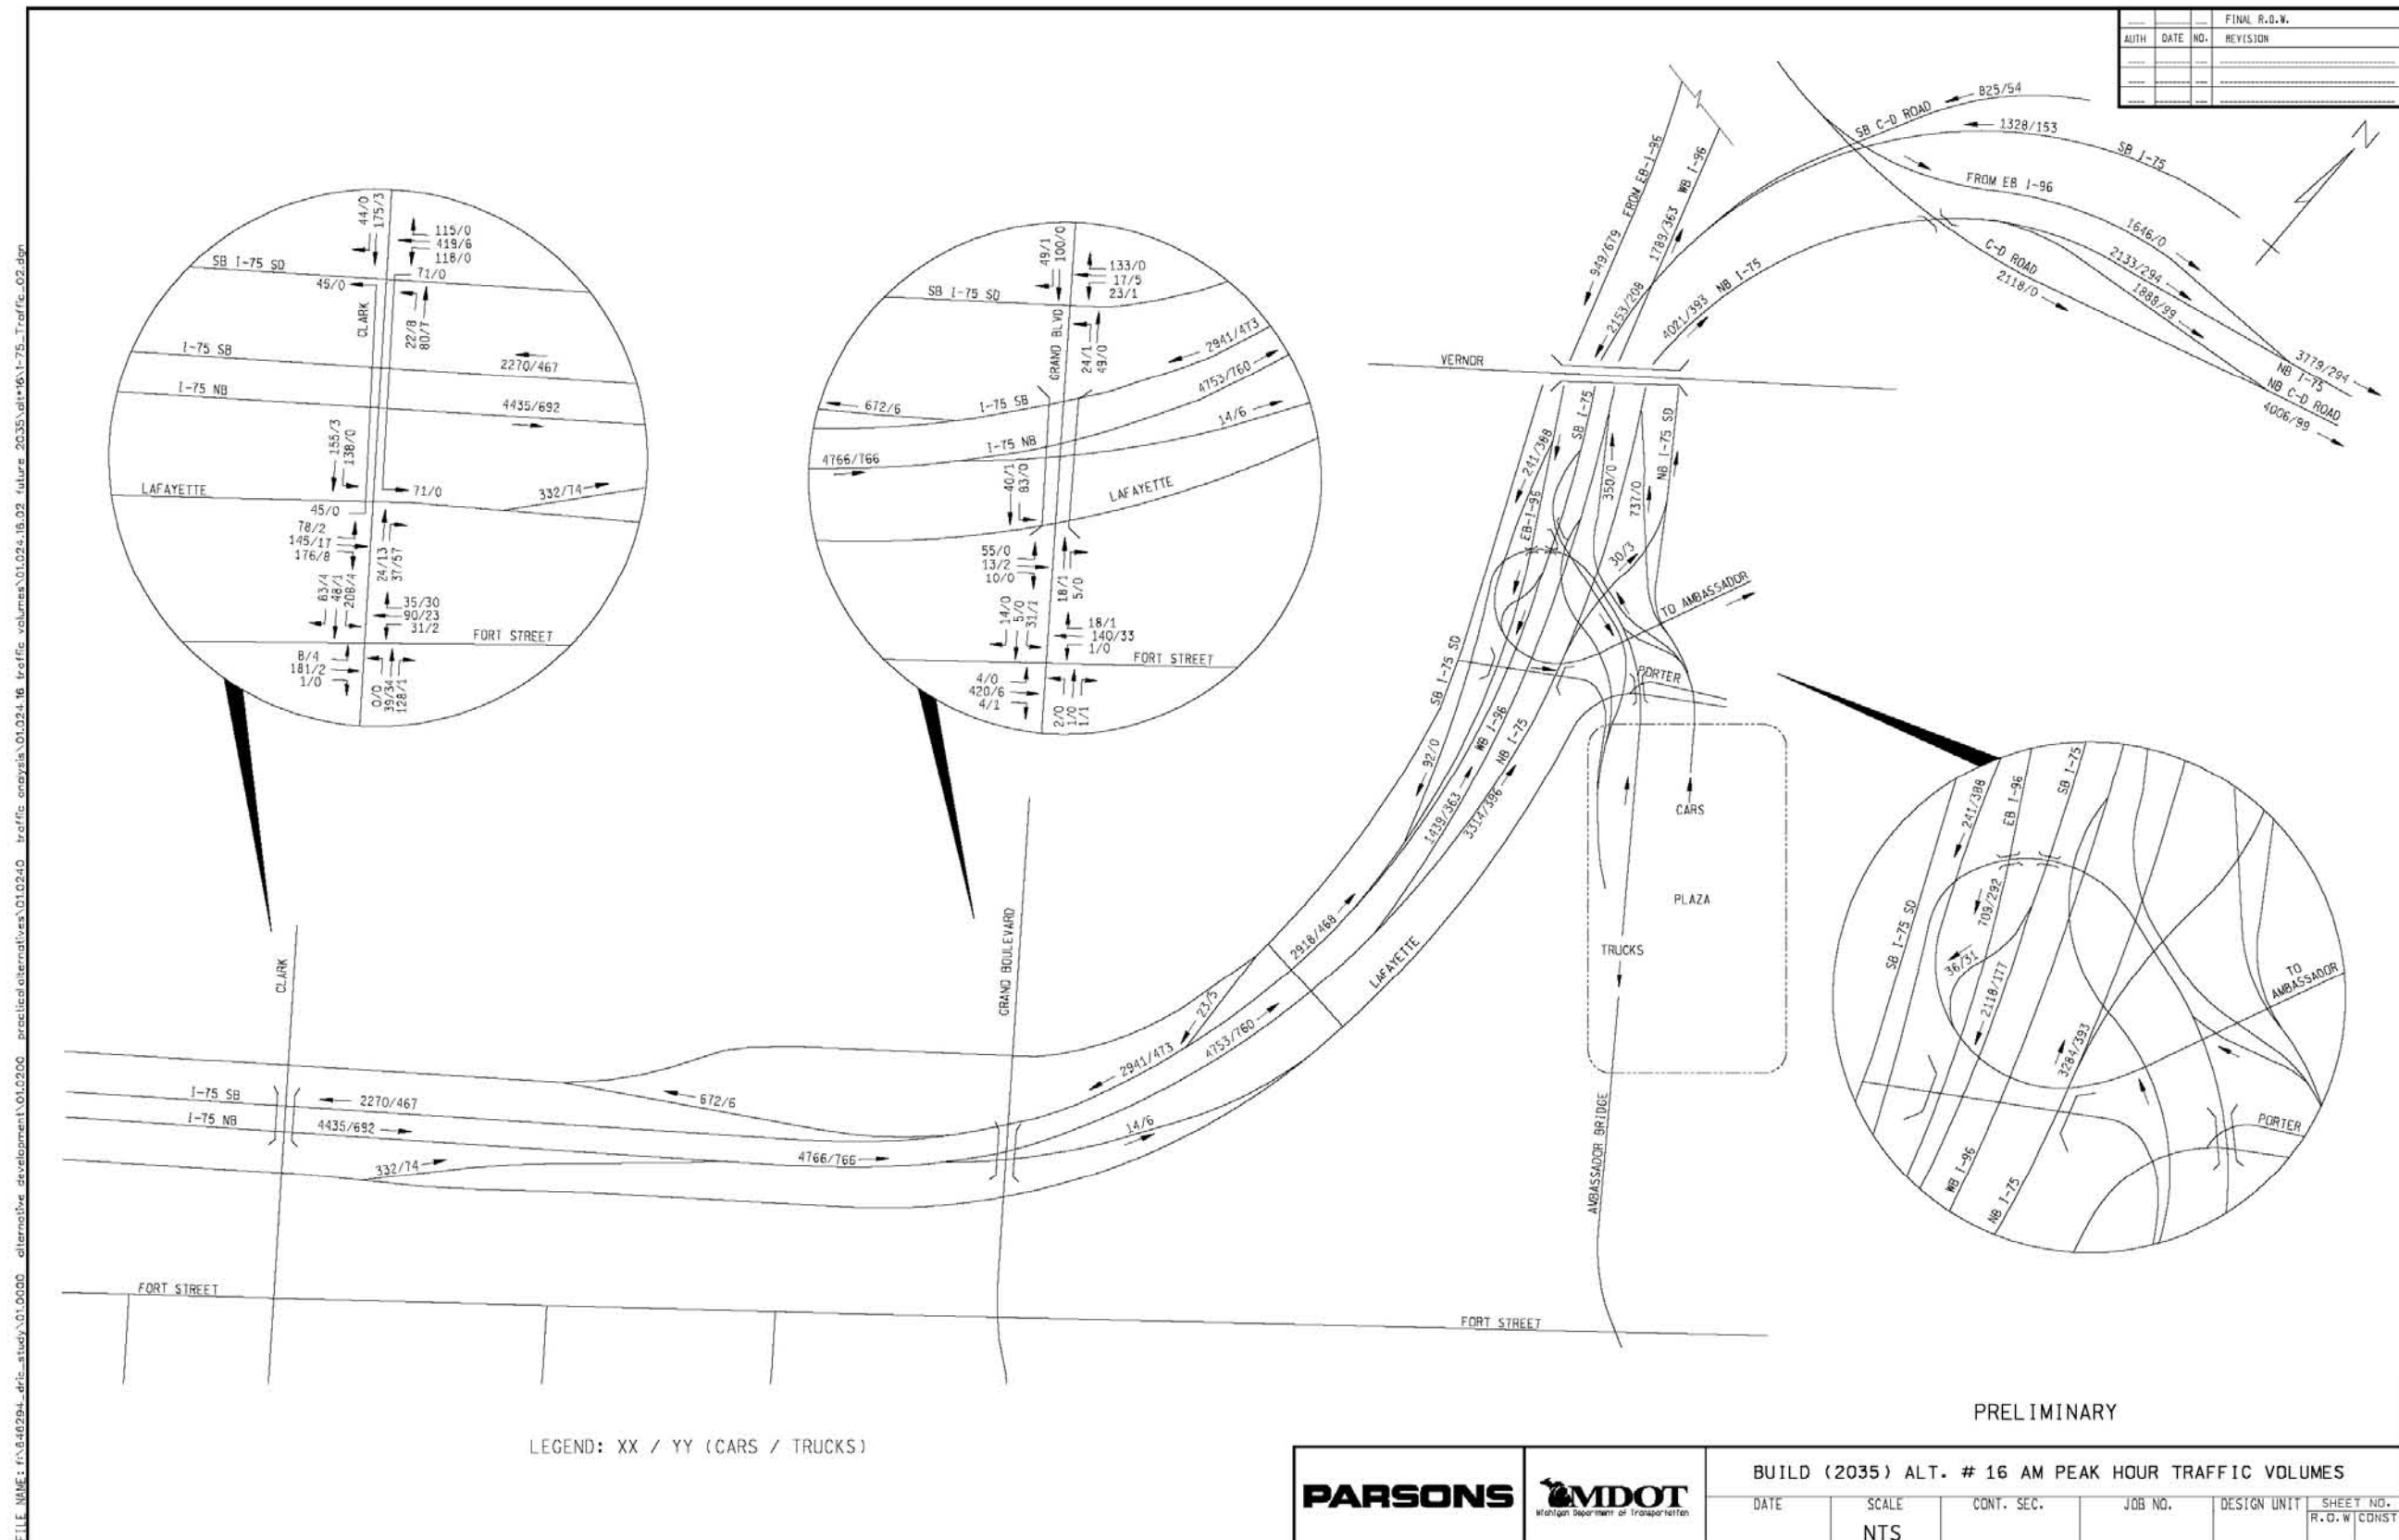 FINAL R.O.W.
AUTH DATE NO. REVISION
825/54
SB C-D ROAD
1328/153
SB I-75
FROM EB I-96
1646/0
2133/294
C-D ROAD
2118/0
1888/99
3779/294
NB I-75
NB C-D ROAD
4006/99
FROM EB-I-96
949/679
WB I-96
1789/363
2153/208
4021/393 NB I-75
VERNOR
N
44/0
175/3
115/0
419/6
118/0
SB I-75 SD
71/0
45/0
CLARK
22/8
80/7
I-75 SB
2270/467
I-75 NB
4435/692
155/3
138/0
LAFAYETTE
71/0
332/74
45/0
78/2
145/17
176/8
24/13
37/57
83/4
48/1
208/4
35/30
90/23
31/2
FORT STREET
8/4
181/2
1/0
0/0
39/34
128/1
49/1
100/0
133/0
17/5
23/1
SB I-75 SD
GRAND BLVD
24/1
49/0
2941/473
4753/760
672/6
I-75 SB
14/6
I-75 NB
4766/766
40/1
83/0
LAFAYETTE
55/0
13/2
10/0
18/1
5/0
14/0
5/0
31/1
18/1
140/33
1/0
FORT STREET
4/0
420/6
4/1
2/0
1/0
1/1
241/388
SB I-75
EB-I-96
350/0
737/0
NB I-75 SD
30/3
TO AMBASSADOR
SB I-75 SD
PORTER
92/0
WB I-96
1439/363
NB I-75
3314/396
CARS
PLAZA
TRUCKS
AMBASSADOR BRIDGE
241/388
EB I-96
SB I-75
709/292
SB I-75 SD
36/31
2118/177
TO
AMBASSADOR
3284/393
PORTER
WB I-96
NB I-75
CLARK
GRAND BOULEVARD
2918/468
LAFAYETTE
23/5
2941/473
4753/760
I-75 SB
2270/467
672/6
I-75 NB
4435/692
14/6
332/74
4766/766
FORT STREET
FORT STREET
PRELIMINARY
LEGEND: XX / YY (CARS / TRUCKS)
PARSONS
MDOT
Michigan Department of Transportation
BUILD (2035) ALT. # 16 AM PEAK HOUR TRAFFIC VOLUMES
DATE SCALE CONT. SEC. JOB NO. DESIGN UNIT SHEET NO.
R.O.W CONST
NTS